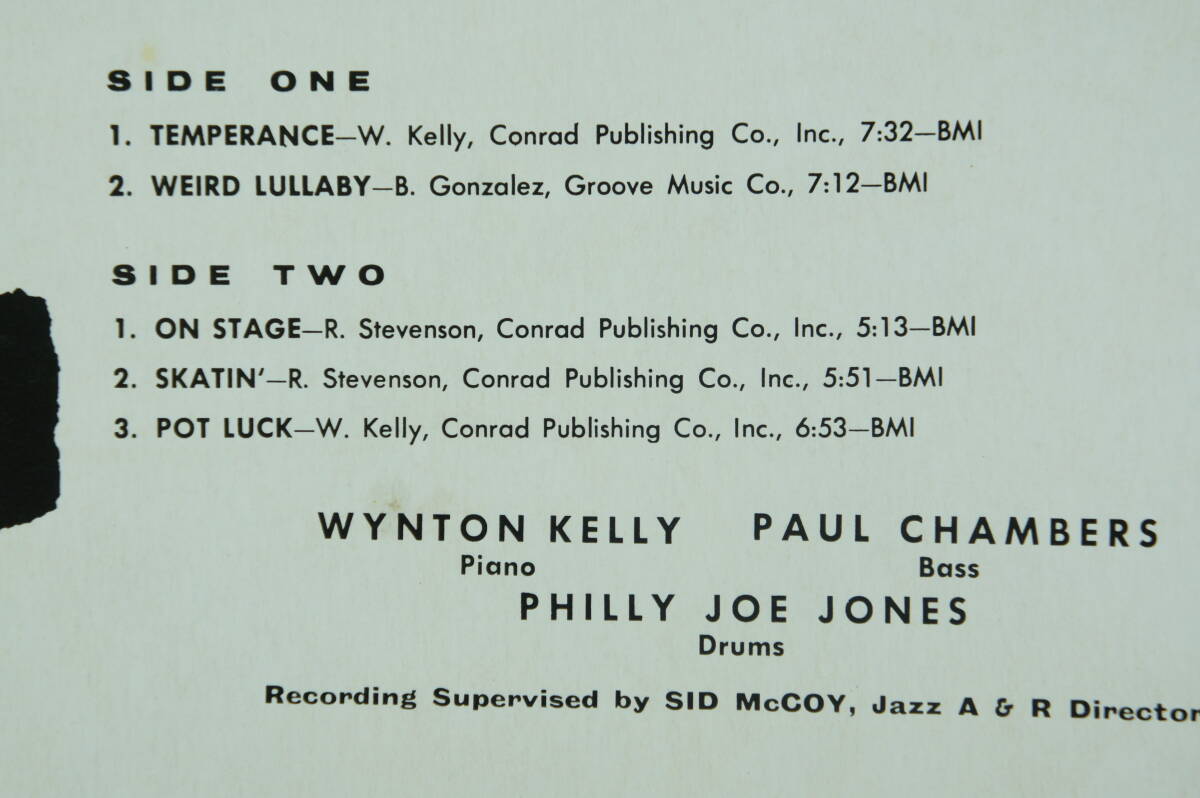 SIDE ONE
1. TEMPERANCE—W. Kelly, Conrad Publishing Co., Inc., 7:32—BMI
2. WEIRD LULLABY—B. Gonzalez, Groove Music Co., 7:12—BMI
SIDE TWO
1. ON STAGE—R. Stevenson, Conrad Publishing Co., Inc., 5:13—BMI
2. SKATIN'—R. Stevenson, Conrad Publishing Co., Inc., 5:51—BMI
3. POT LUCK—W. Kelly, Conrad Publishing Co., Inc., 6:53—BMI
WYNTON KELLY PAUL CHAMBERS
Piano Bass
PHILLY JOE JONES
Drums
Recording Supervised by SID McCOY, Jazz A & R Director